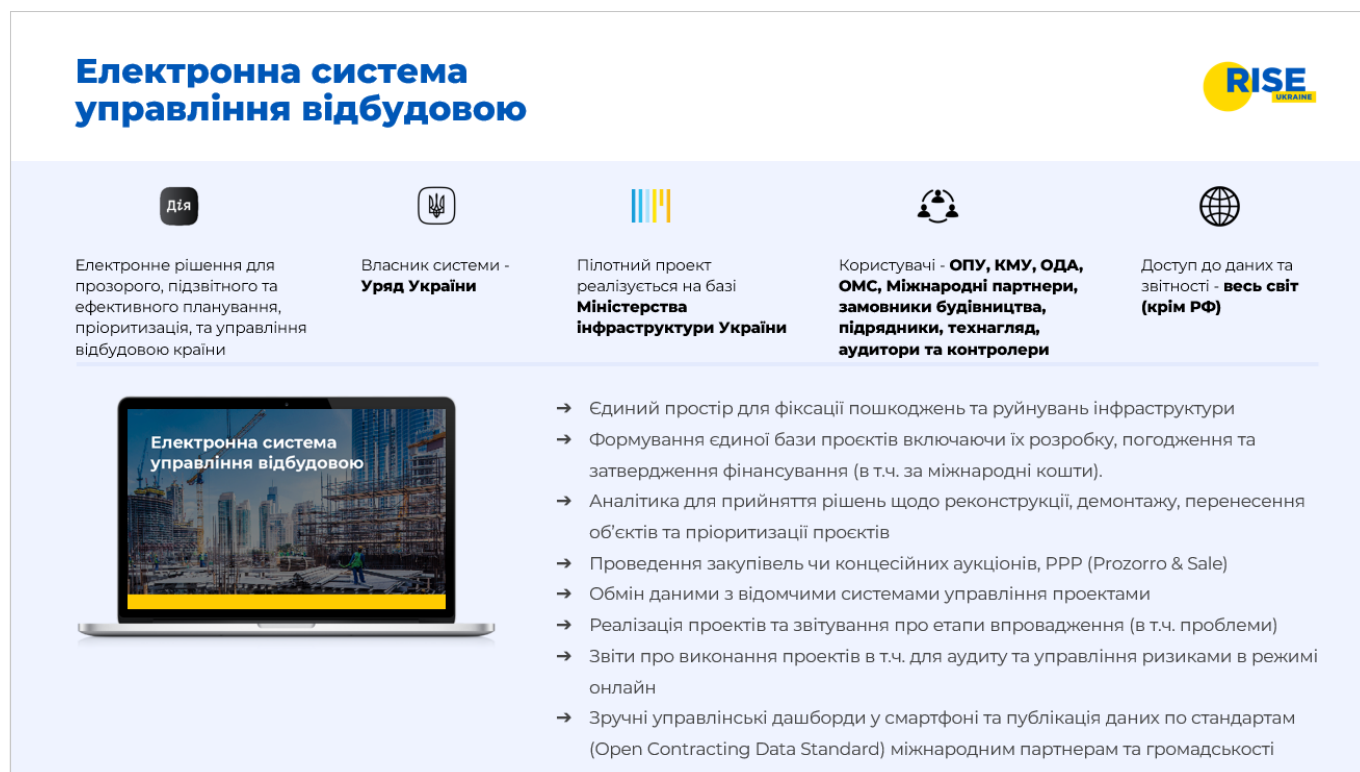 Електронна система
управління відбудовою
RISE
UKRAINE
Дія
Електронне рішення для
прозорого, підзвітного та
ефективного планування,
пріоритизація, та управління
відбудовою країни
Власник системи -
Уряд України
Пілотний проект
реалізується на базі
Міністерства
інфраструктури України
Користувачі - ОПУ, КМУ, ОДА,
ОМС, Міжнародні партнери,
замовники будівництва,
підрядники, технагляд,
аудитори та контролери
Доступ до даних та
звітності - весь світ
(крім РФ)
Електронна система
управління відбудовою
➔ Єдиний простір для фіксації пошкоджень та руйнувань інфраструктури
➔ Формування єдиної бази проєктів включаючи їх розробку, погодження та
затвердження фінансування (в т.ч. за міжнародні кошти).
➔ Аналітика для прийняття рішень щодо реконструкції, демонтажу, перенесення
об’єктів та пріоритизації проєктів
➔ Проведення закупівель чи концесійних аукціонів, PPP (Prozorro & Sale)
➔ Обмін даними з відомчими системами управління проектами
➔ Реалізація проектів та звітування про етапи впровадження (в т.ч. проблеми)
➔ Звіти про виконання проектів в т.ч. для аудиту та управління ризиками в режимі
онлайн
➔ Зручні управлінські дашборди у смартфоні та публікація даних по стандартам
(Open Contracting Data Standard) міжнародним партнерам та громадськості